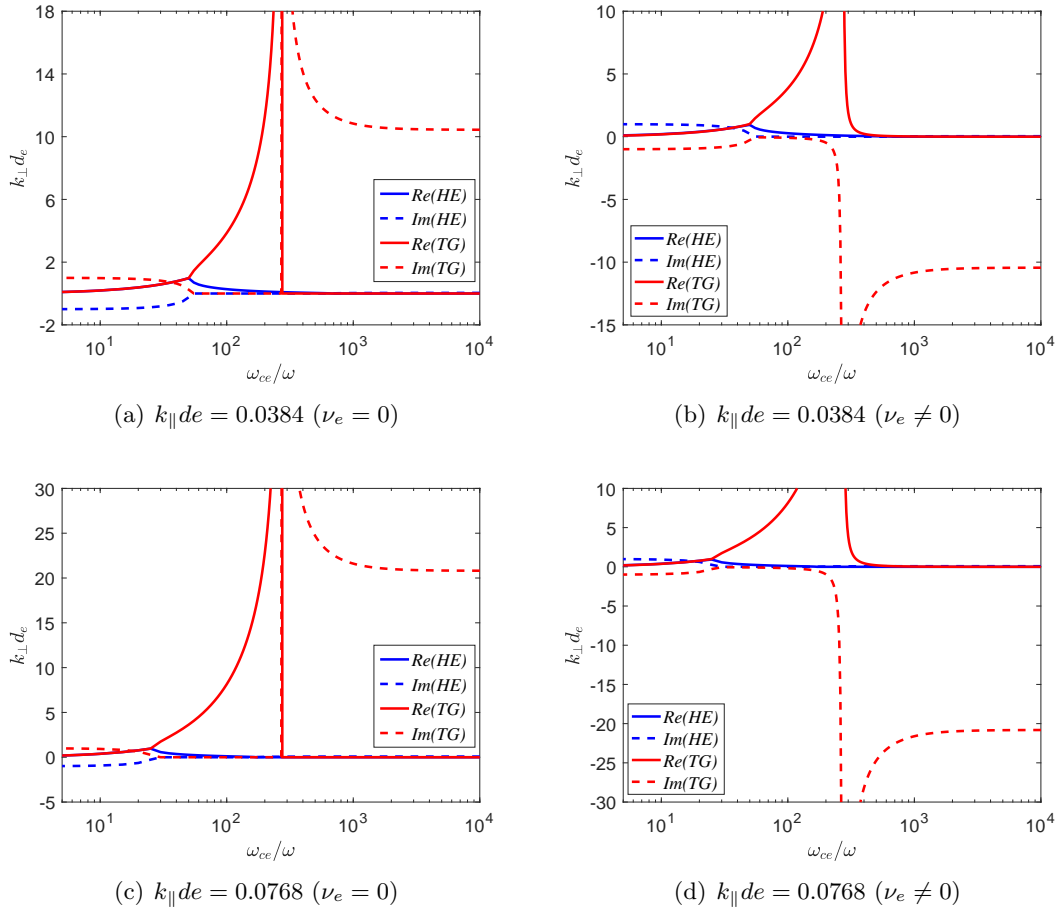 18
14
10
6
2
-2
k⊥dₑ
Re(HE)
Im(HE)
Re(TG)
Im(TG)
10¹ 10² 10³ 10⁴
ω_ce/ω
(a) k∥de = 0.0384 (νₑ = 0)
10
5
0
-5
-10
-15
k⊥dₑ
Re(HE)
Im(HE)
Re(TG)
Im(TG)
10¹ 10² 10³ 10⁴
ω_ce/ω
(b) k∥de = 0.0384 (νₑ ≠ 0)
30
25
20
15
10
5
0
-5
k⊥dₑ
Re(HE)
Im(HE)
Re(TG)
Im(TG)
10¹ 10² 10³ 10⁴
ω_ce/ω
(c) k∥de = 0.0768 (νₑ = 0)
10
5
0
-5
-10
-15
-20
-25
-30
k⊥dₑ
Re(HE)
Im(HE)
Re(TG)
Im(TG)
10¹ 10² 10³ 10⁴
ω_ce/ω
(d) k∥de = 0.0768 (νₑ ≠ 0)